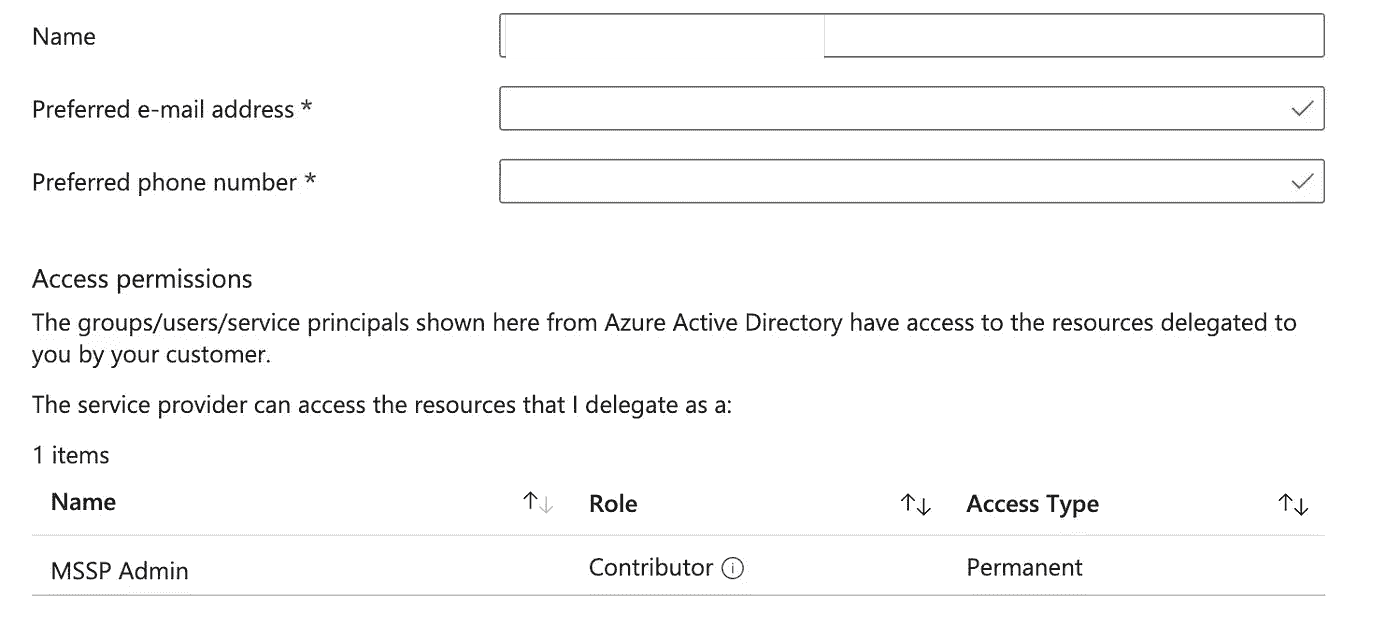 Name
Preferred e-mail address *
Preferred phone number *
Access permissions
The groups/users/service principals shown here from Azure Active Directory have access to the resources delegated to
you by your customer.
The service provider can access the resources that I delegate as a:
1 items
Name Role Access Type
MSSP Admin Contributor Permanent